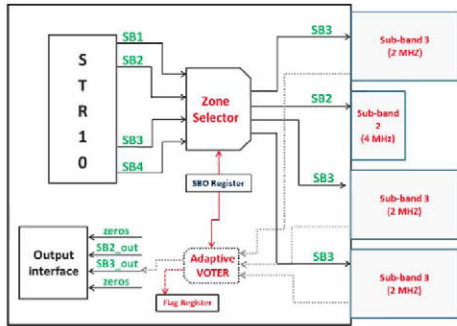 S
T
R
1
0
SB1
SB2
SB3
SB4
Zone
Selector
SBO Register
SB3
SB2
SB3
SB3
Sub-band 3
(2 MHZ)
Sub-band
2
(4 MHz)
Sub-band 3
(2 MHZ)
Sub-band 3
(2 MHZ)
Output
interface
zeros
SB2_out
SB3_out
zeros
Adaptive
VOTER
Flag Register